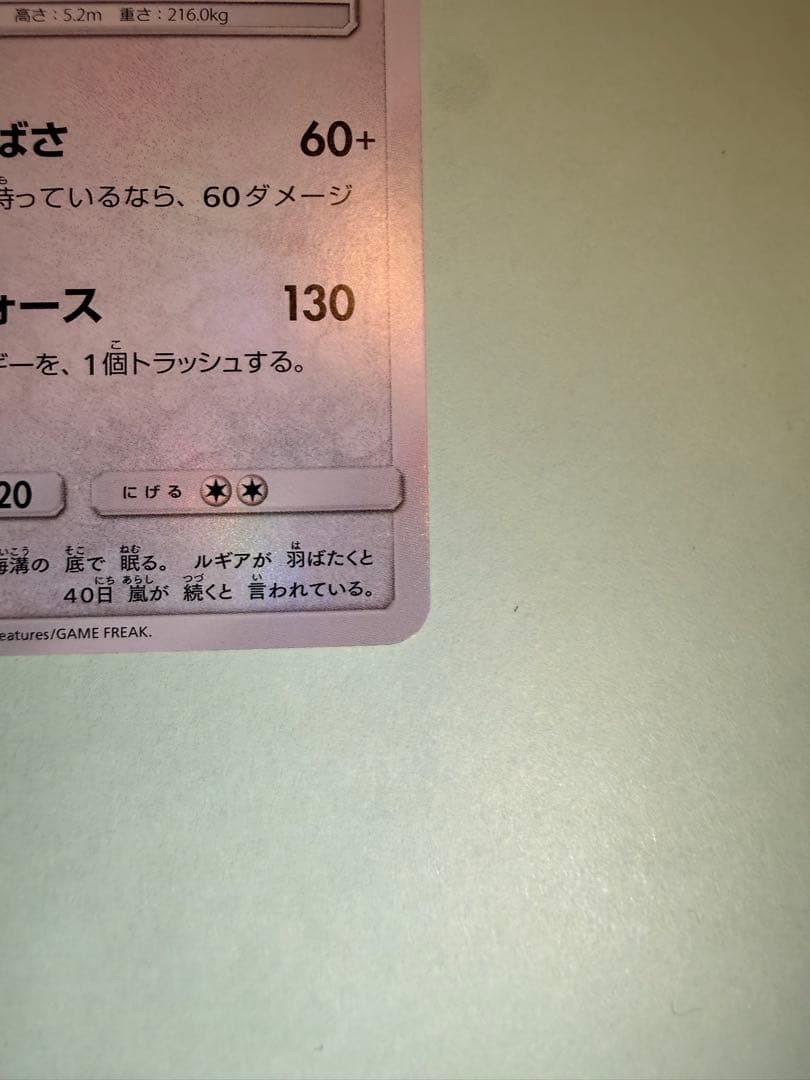 高さ：5.2m 重さ：216.0kg
ばさ 60+
持っているなら、60ダメージ
ォース 130
ギーを、1個トラッシュする。
20 にげる
海溝の 底で 眠る。 ルギアが 羽ばたくと
40日 嵐が 続くと 言われている。
eatures/GAME FREAK.